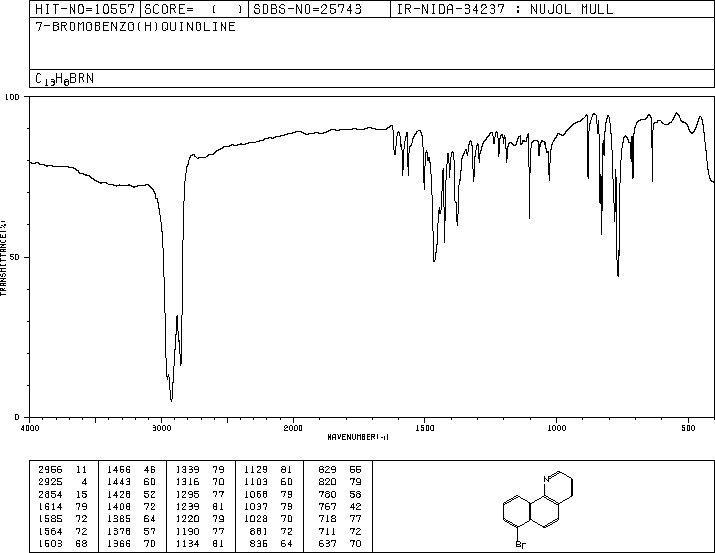 HIT-NO=10557 SCORE= ( ) SDBS-NO=25743 IR-NIDA-34237 : NUJOL MULL
7-BROMOBENZO(H)QUINOLINE
C13H8BRN
100
50
0
TRANSMITTANCE(%)
4000 3000 2000 1500 1000 500
WAVENUMBER(-1)
2956 11 1456 46 1339 79 1129 81 829 55
2925 4 1443 60 1316 70 1103 60 820 79
2854 15 1428 52 1295 77 1068 79 780 58
1614 79 1408 72 1239 81 1037 79 767 42
1585 72 1385 64 1220 79 1028 70 718 77
1564 72 1378 57 1190 77 881 72 711 72
1503 68 1366 70 1134 81 836 64 637 70
N
Br